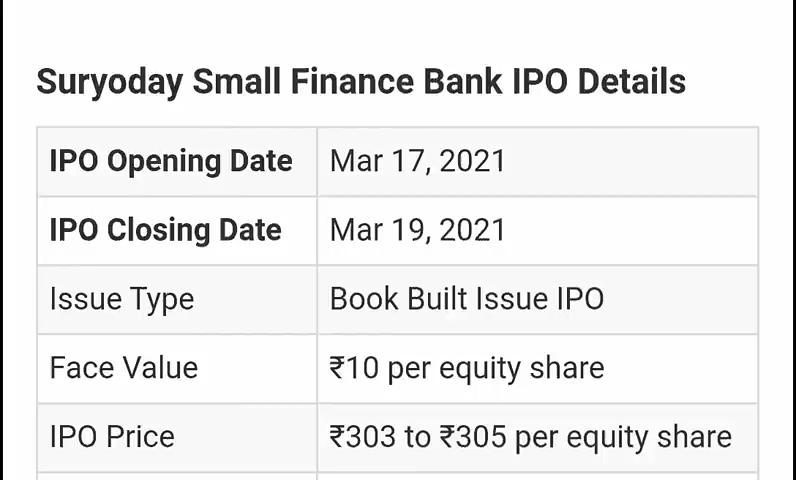 Suryoday Small Finance Bank IPO Details
IPO Opening Date Mar 17, 2021
IPO Closing Date Mar 19, 2021
Issue Type Book Built Issue IPO
Face Value ₹10 per equity share
IPO Price ₹303 to ₹305 per equity share